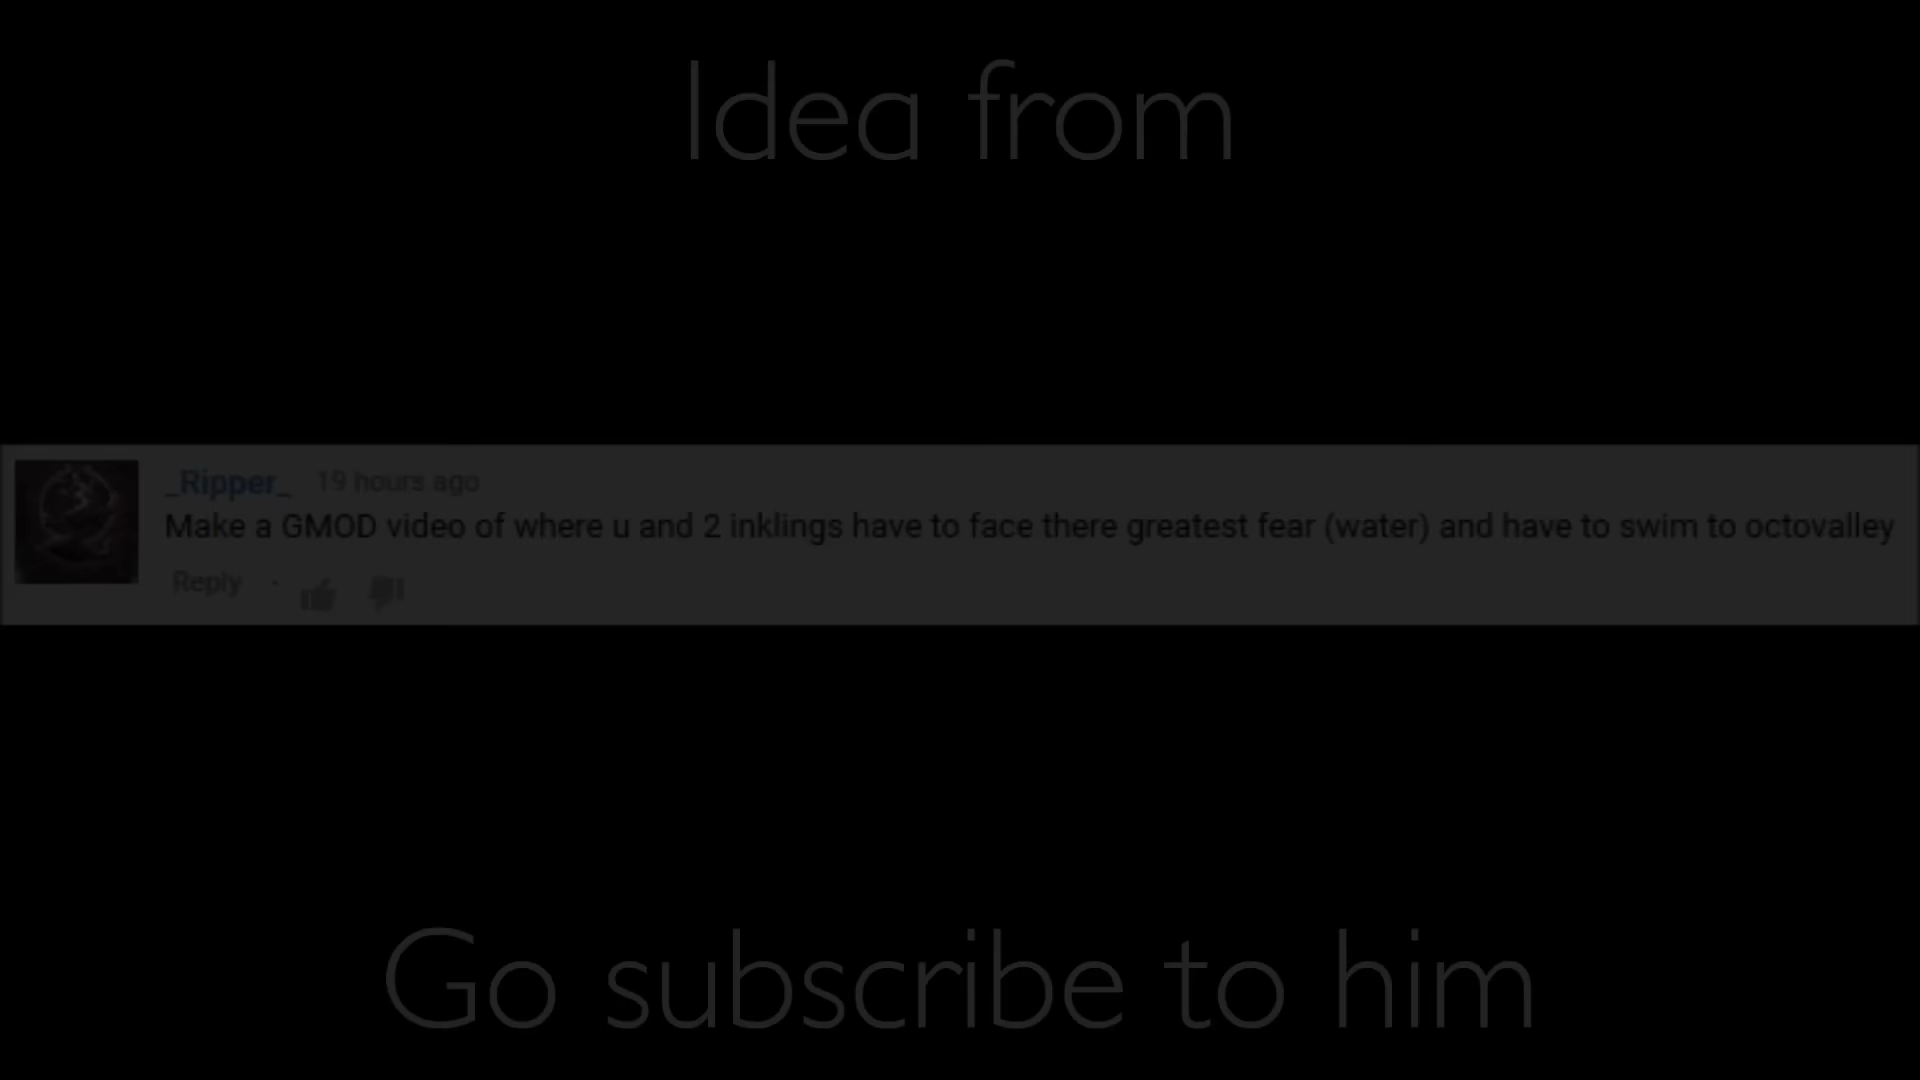 Idea from
_Ripper_ 19 hours ago
Make a GMOD video of where u and 2 inklings have to face there greatest fear (water) and have to swim to octovalley
Reply ·
Go subscribe to him